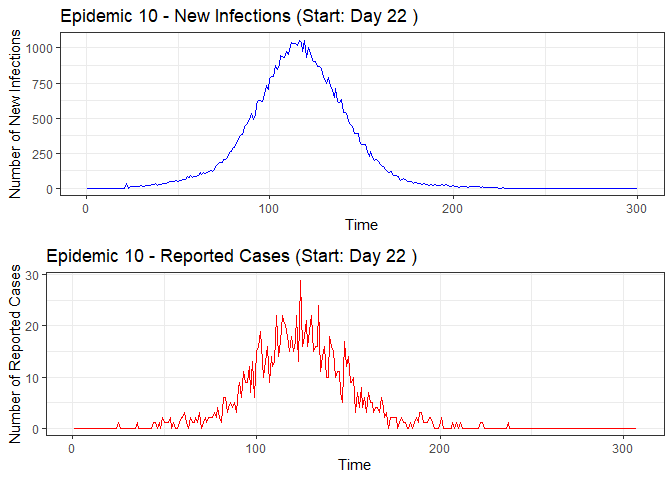 Epidemic 10 - New Infections (Start: Day 22 )
Number of New Infections
1000
750
500
250
0
0 100 200 300
Time
Epidemic 10 - Reported Cases (Start: Day 22 )
Number of Reported Cases
30
20
10
0
0 100 200 300
Time